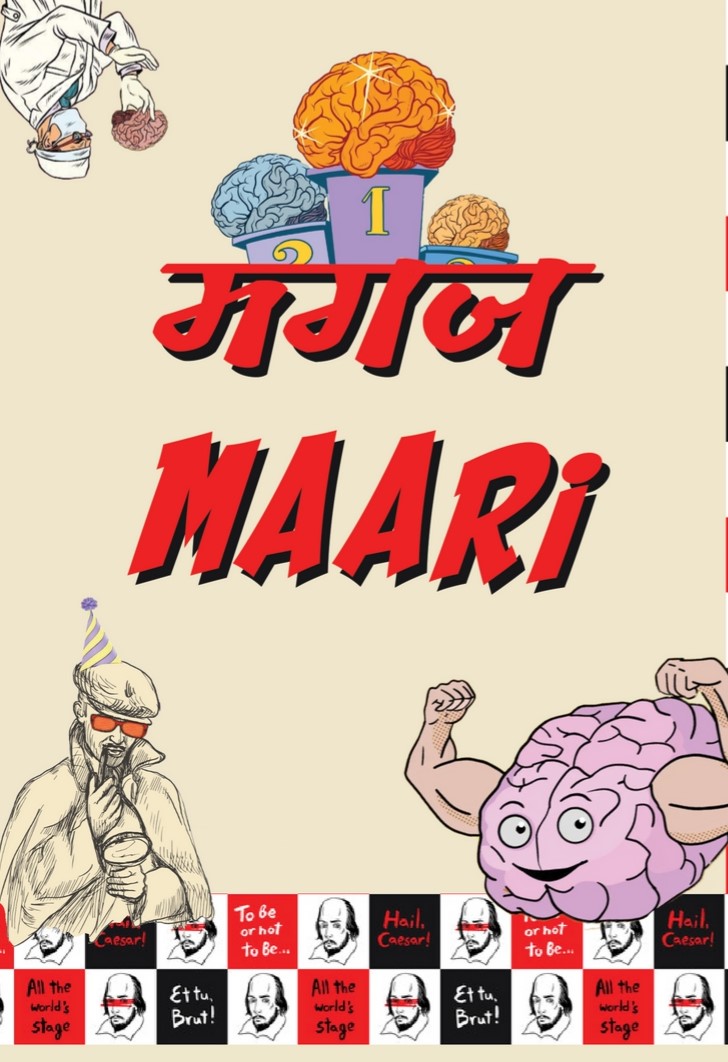 1
2
मगज
MAARi
Caesar!
To Be
or not
to Be...
Hail,
Caesar!
or not
to Be...
Hail,
Caesar!
All the
world's
stage
Et tu,
Brut!
All the
world's
stage
Et tu,
Brut!
All the
world's
stage